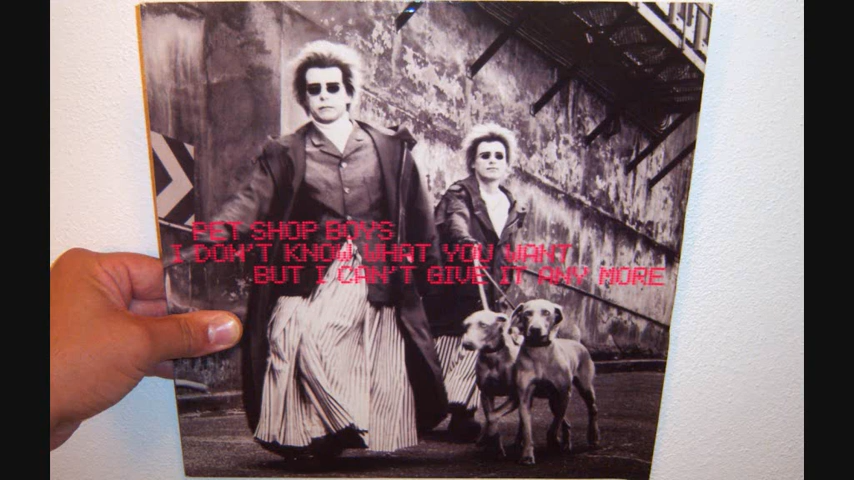 PET SHOP BOYS
I DON'T KNOW WHAT YOU WANT
BUT I CAN'T GIVE IT ANY MORE